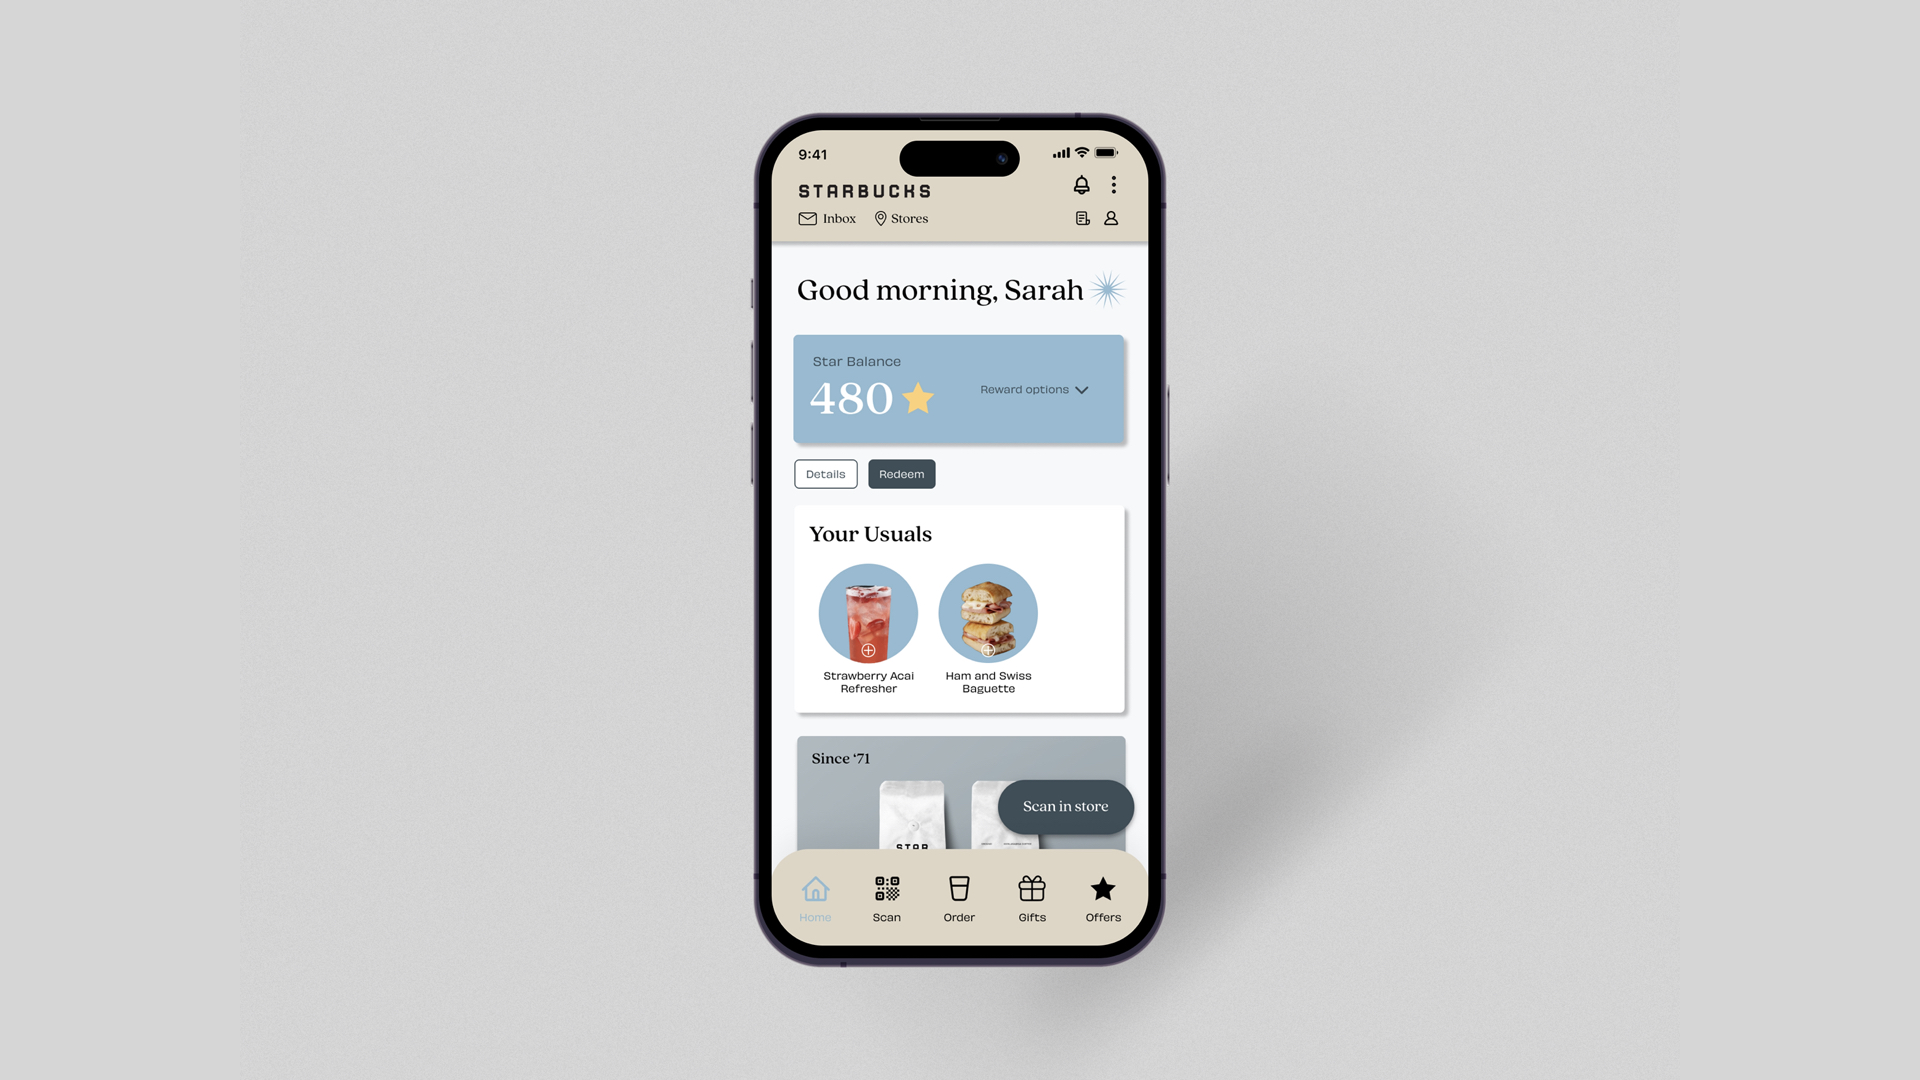 9:41
STARBUCKS
Inbox Stores
Good morning, Sarah
Star Balance
480
Reward options
Details Redeem
Your Usuals
Strawberry Acai
Refresher
Ham and Swiss
Baguette
Since ‘71
Scan in store
STAR
Home Scan Order Gifts Offers